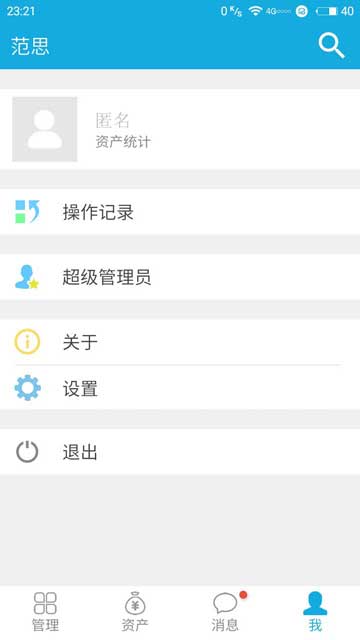 23:21
0 K/s 4G 40
范思
匿名
资产统计
操作记录
超级管理员
关于
设置
退出
¥
管理
资产
消息
我